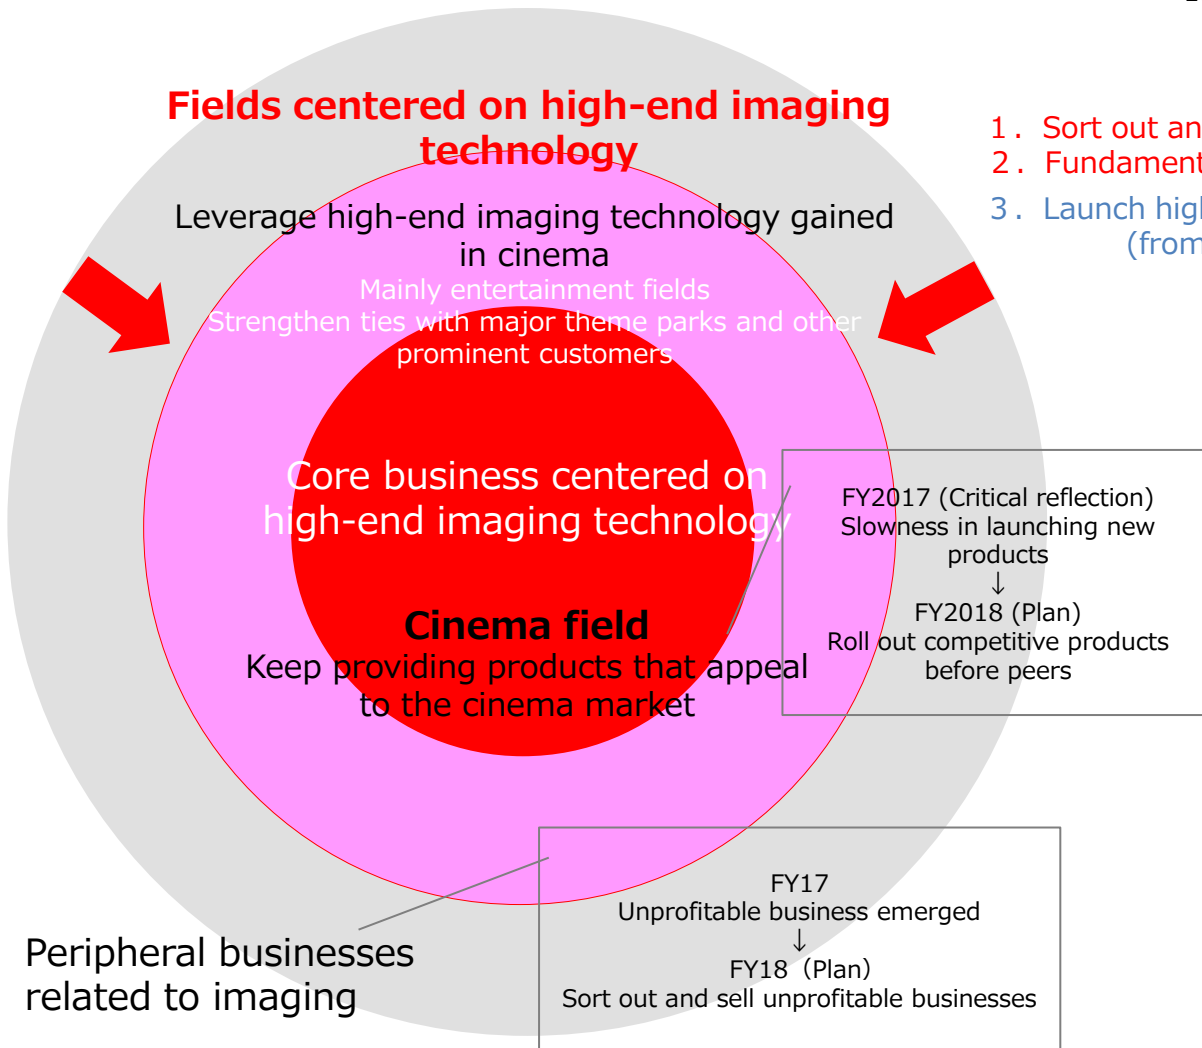 Fields centered on high-end imaging
technology
Leverage high-end imaging technology gained
in cinema
Mainly entertainment fields
Strengthen ties with major theme parks and other
prominent customers
1. Sort out an
2. Fundament
3. Launch high
(from
Core business centered on
high-end imaging technology
Cinema field
Keep providing products that appeal
to the cinema market
FY2017 (Critical reflection)
Slowness in launching new
products
↓
FY2018 (Plan)
Roll out competitive products
before peers
Peripheral businesses
related to imaging
FY17
Unprofitable business emerged
↓
FY18 (Plan)
Sort out and sell unprofitable businesses